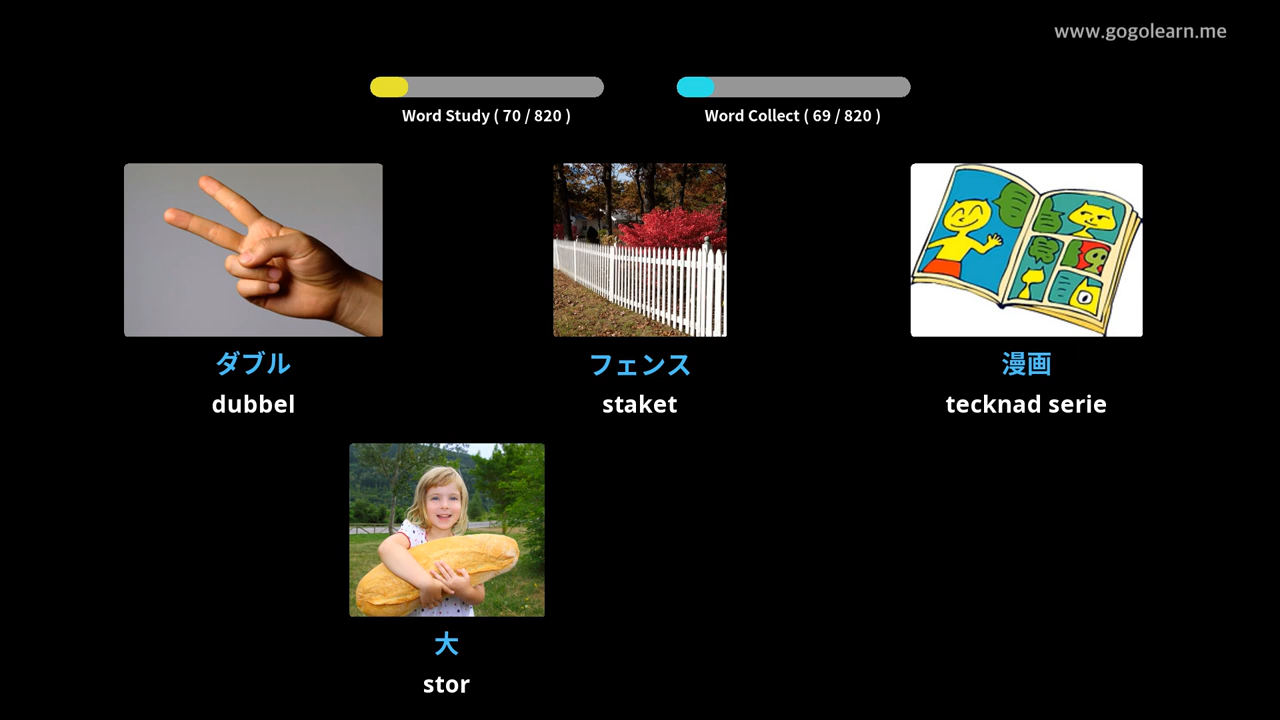 www.gogolearn.me
Word Study ( 70 / 820 )
Word Collect ( 69 / 820 )
ダブル
dubbel
フェンス
staket
漫画
tecknad serie
大
stor